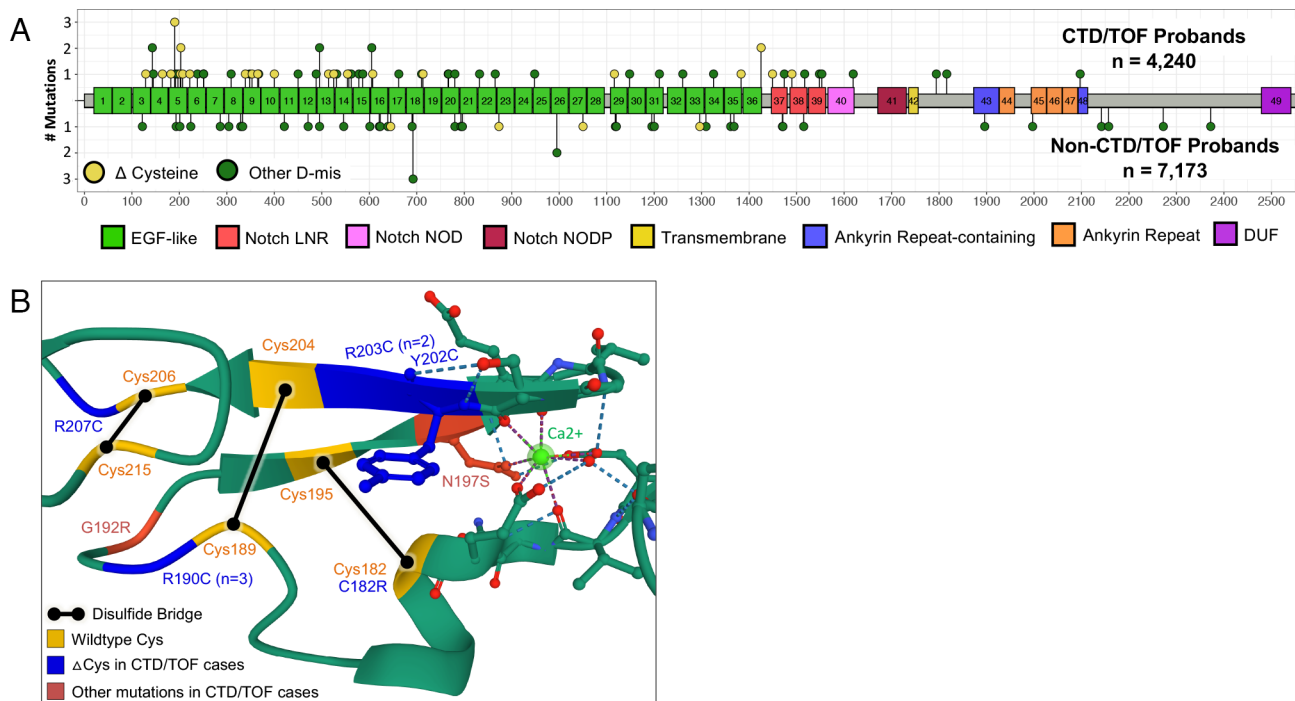 A
3
2
1
1
2
3
# Mutations
CTD/TOF Probands
n = 4,240
1 2 3 4 5 6 7 8 9 10 11 12 13 14 15 16 17 18 19 20 21 22 23 24 25 26 27 28 29 30 31 32 33 34 35 36 37 38 39 40 41 42 43 44 45 46 47 48 49
Non-CTD/TOF Probands
n = 7,173
Δ Cysteine Other D-mis
0 100 200 300 400 500 600 700 800 900 1000 1100 1200 1300 1400 1500 1600 1700 1800 1900 2000 2100 2200 2300 2400 2500
EGF-like Notch LNR Notch NOD Notch NODP Transmembrane Ankyrin Repeat-containing Ankyrin Repeat DUF
B
Cys204
R203C (n=2)
Y202C
Cys206
R207C
Ca2+
Cys215
Cys195
N197S
G192R
Cys189
R190C (n=3)
Cys182
C182R
Disulfide Bridge
Wildtype Cys
△Cys in CTD/TOF cases
Other mutations in CTD/TOF cases